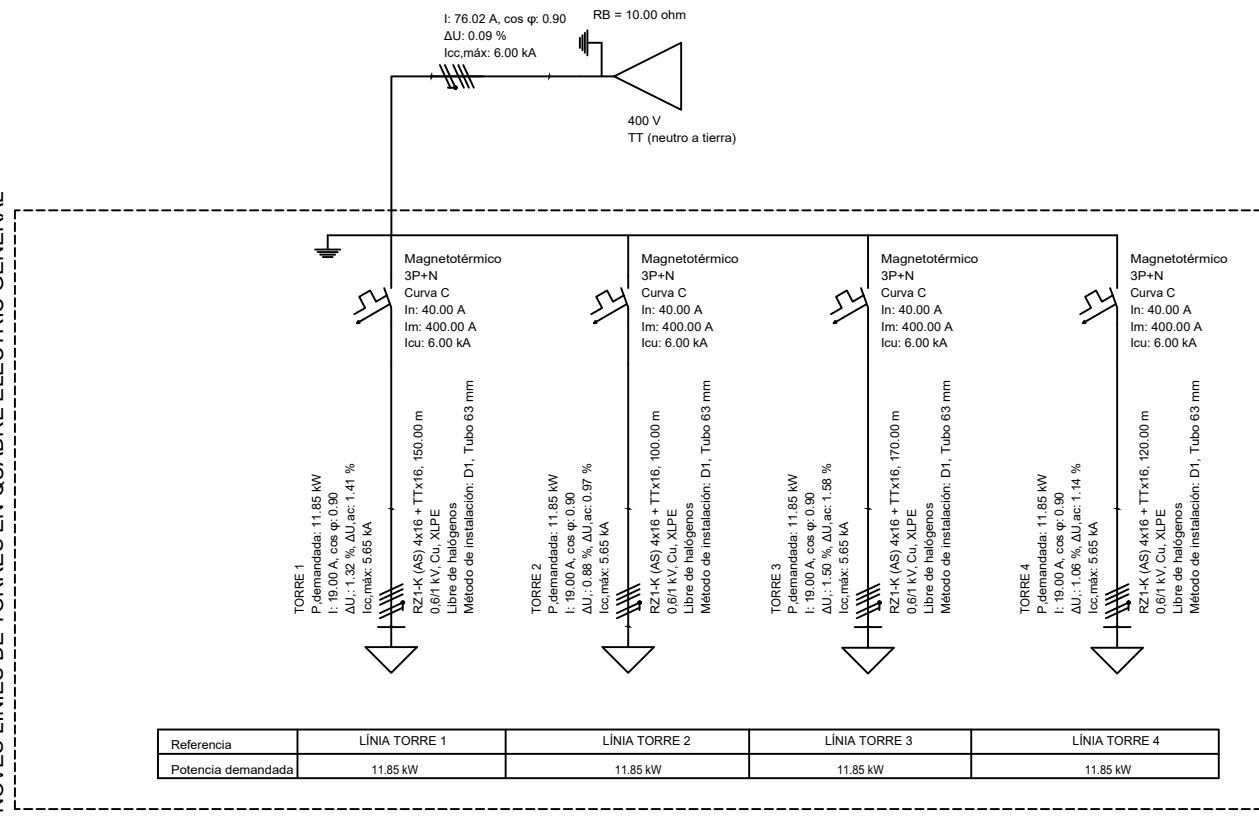 I: 76.02 A, cos φ: 0.90
ΔU: 0.09 %
Icc,máx: 6.00 kA
RB = 10.00 ohm
400 V
TT (neutro a tierra)
Magnetotérmico
3P+N
Curva C
In: 40.00 A
Im: 400.00 A
Icu: 6.00 kA
Magnetotérmico
3P+N
Curva C
In: 40.00 A
Im: 400.00 A
Icu: 6.00 kA
Magnetotérmico
3P+N
Curva C
In: 40.00 A
Im: 400.00 A
Icu: 6.00 kA
Magnetotérmico
3P+N
Curva C
In: 40.00 A
Im: 400.00 A
Icu: 6.00 kA
TORRE 1
P,demandada: 11.85 kW
I: 19.00 A, cos φ: 0.90
ΔU,: 1.32 %, ΔU,ac: 1.41 %
Icc,máx: 5.65 kA
RZ1-K (AS) 4x16 + TTx16, 150.00 m
0,6/1 kV, Cu, XLPE
Libre de halógenos
Método de instalación: D1, Tubo 63 mm
TORRE 2
P,demandada: 11.85 kW
I: 19.00 A, cos φ: 0.90
ΔU,: 0.88 %, ΔU,ac: 0.97 %
Icc,máx: 5.65 kA
RZ1-K (AS) 4x16 + TTx16, 100.00 m
0,6/1 kV, Cu, XLPE
Libre de halógenos
Método de instalación: D1, Tubo 63 mm
TORRE 3
P,demandada: 11.85 kW
I: 19.00 A, cos φ: 0.90
ΔU,: 1.50 %, ΔU,ac: 1.58 %
Icc,máx: 5.65 kA
RZ1-K (AS) 4x16 + TTx16, 170.00 m
0,6/1 kV, Cu, XLPE
Libre de halógenos
Método de instalación: D1, Tubo 63 mm
TORRE 4
P,demandada: 11.85 kW
I: 19.00 A, cos φ: 0.90
ΔU,: 1.06 %, ΔU,ac: 1.14 %
Icc,máx: 5.65 kA
RZ1-K (AS) 4x16 + TTx16, 120.00 m
0,6/1 kV, Cu, XLPE
Libre de halógenos
Método de instalación: D1, Tubo 63 mm
Referencia LÍNIA TORRE 1 LÍNIA TORRE 2 LÍNIA TORRE 3 LÍNIA TORRE 4
Potencia demandada 11.85 kW 11.85 kW 11.85 kW 11.85 kW